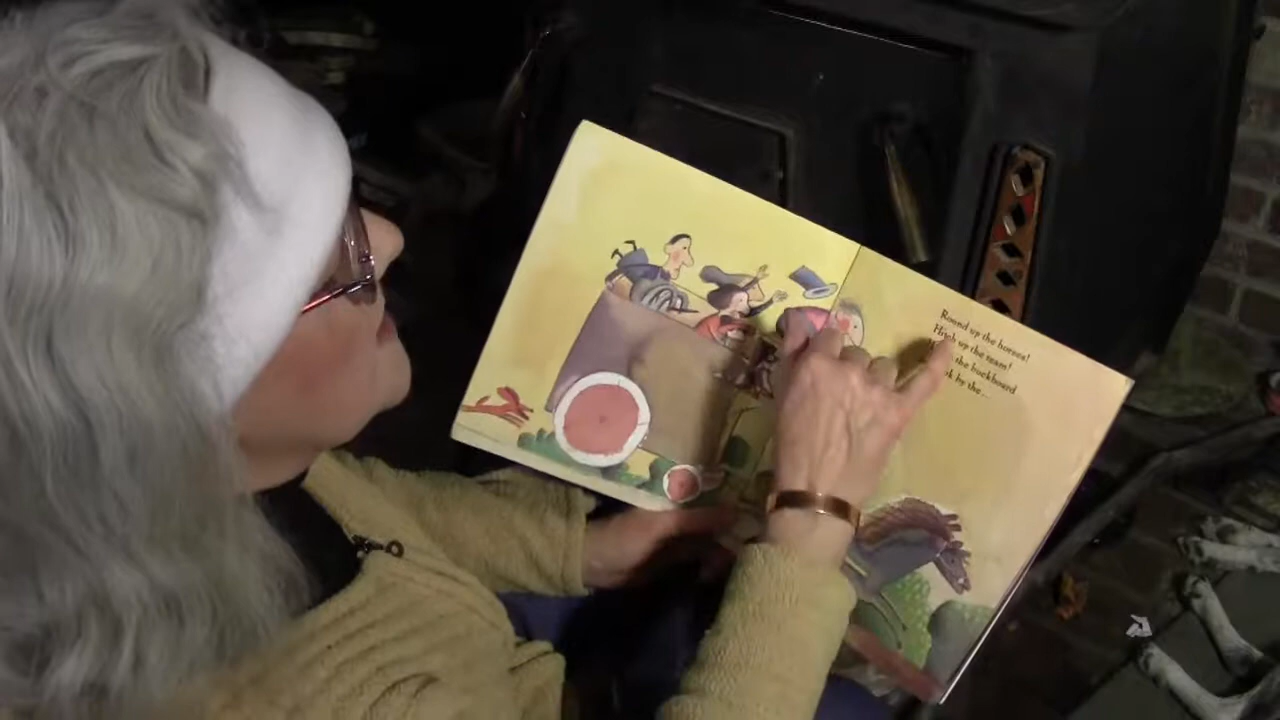 Round up the horses!
Hitch up the team!
the buckboard
by the...